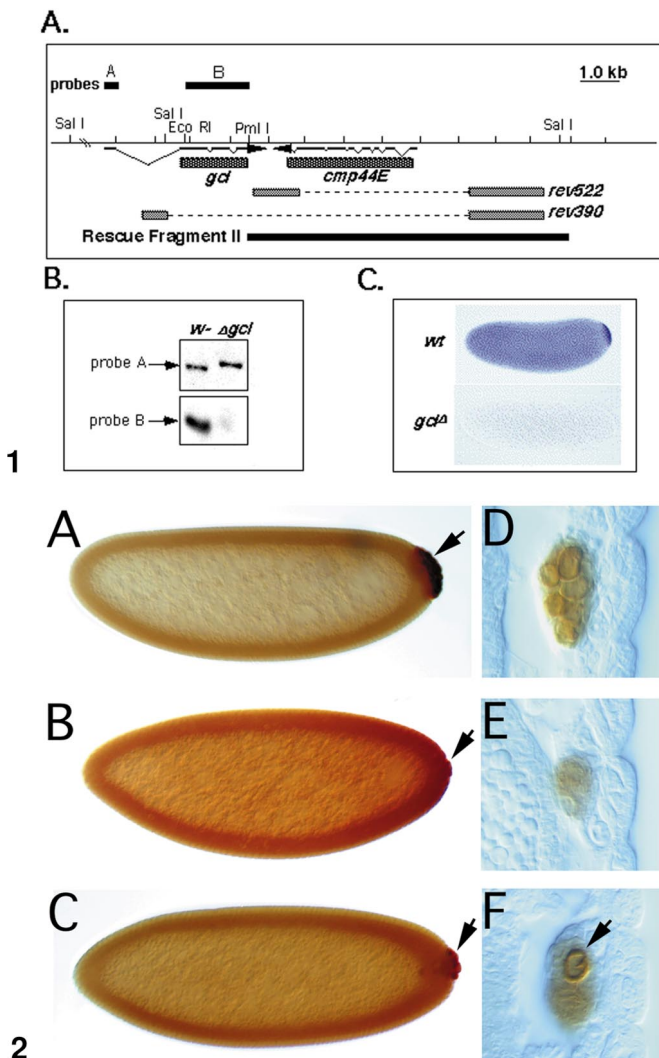 A.
A B
probes 1.0 kb
Sal I Sal I Eco RI Pml I Sal I
gcl cmp44E
rev522
rev390
Rescue Fragment II
B.
w- Δgcl
probe A
probe B
C.
wt
gclΔ
1
A
D
B
E
C
F
2